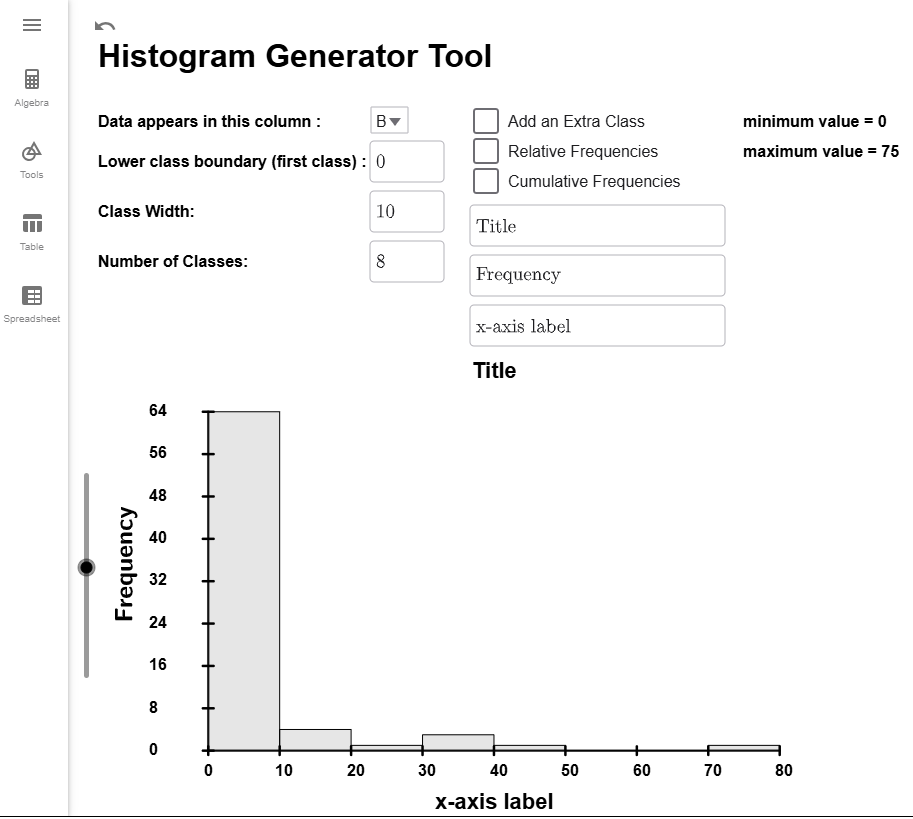 Histogram Generator Tool
Algebra
Tools
Table
Spreadsheet
Data appears in this column : B
Lower class boundary (first class) : 0
Class Width: 10
Number of Classes: 8
Add an Extra Class
Relative Frequencies
Cumulative Frequencies
minimum value = 0
maximum value = 75
Title
Frequency
x-axis label
Title
Frequency
64
56
48
40
32
24
16
8
0
0 10 20 30 40 50 60 70 80
x-axis label